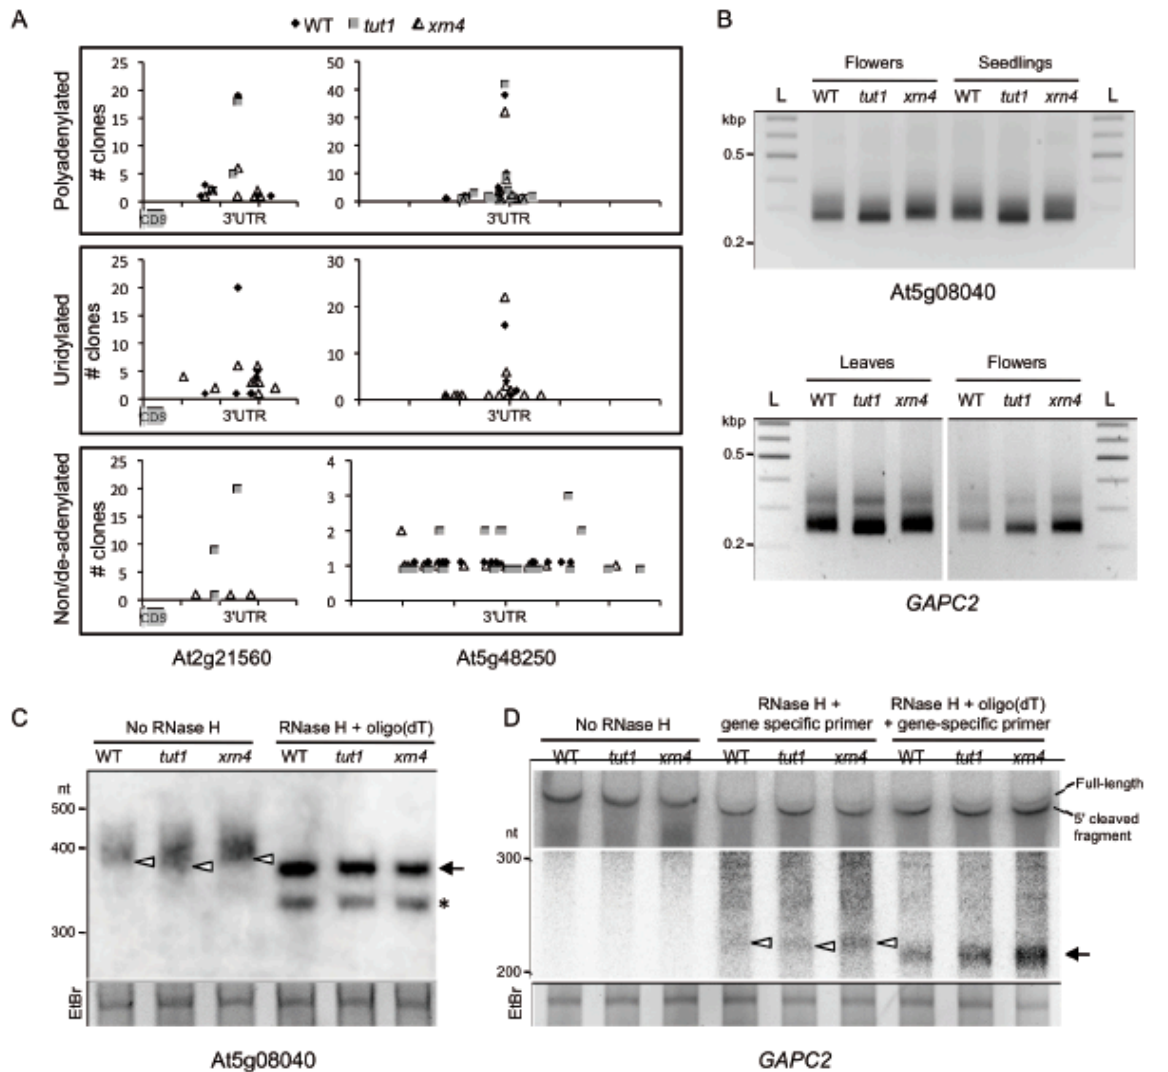 A
WT tut1 xrn4
Polyadenylated
# clones
25
20
15
10
5
0
CDS
3'UTR
50
40
30
20
10
0
3'UTR
Uridylated
# clones
25
20
15
10
5
0
CDS
3'UTR
30
20
10
0
3'UTR
Non/de-adenylated
# clones
25
20
15
10
5
0
CDS
3'UTR
4
3
2
1
0
3'UTR
At2g21560 At5g48250
B
Flowers Seedlings
L WT tut1 xrn4 WT tut1 xrn4 L
kbp
0.5
0.2
At5g08040
Leaves Flowers
L WT tut1 xrn4 WT tut1 xrn4 L
kbp
0.5
0.2
GAPC2
C
No RNase H RNase H + oligo(dT)
WT tut1 xrn4 WT tut1 xrn4
nt
500
400
300
*
EtBr
At5g08040
D
No RNase H
RNase H +
gene specific primer
RNase H + oligo(dT)
+ gene-specific primer
WT tut1 xrn4 WT tut1 xrn4 WT tut1 xrn4
Full-length
5' cleaved
fragment
nt
300
200
EtBr
GAPC2